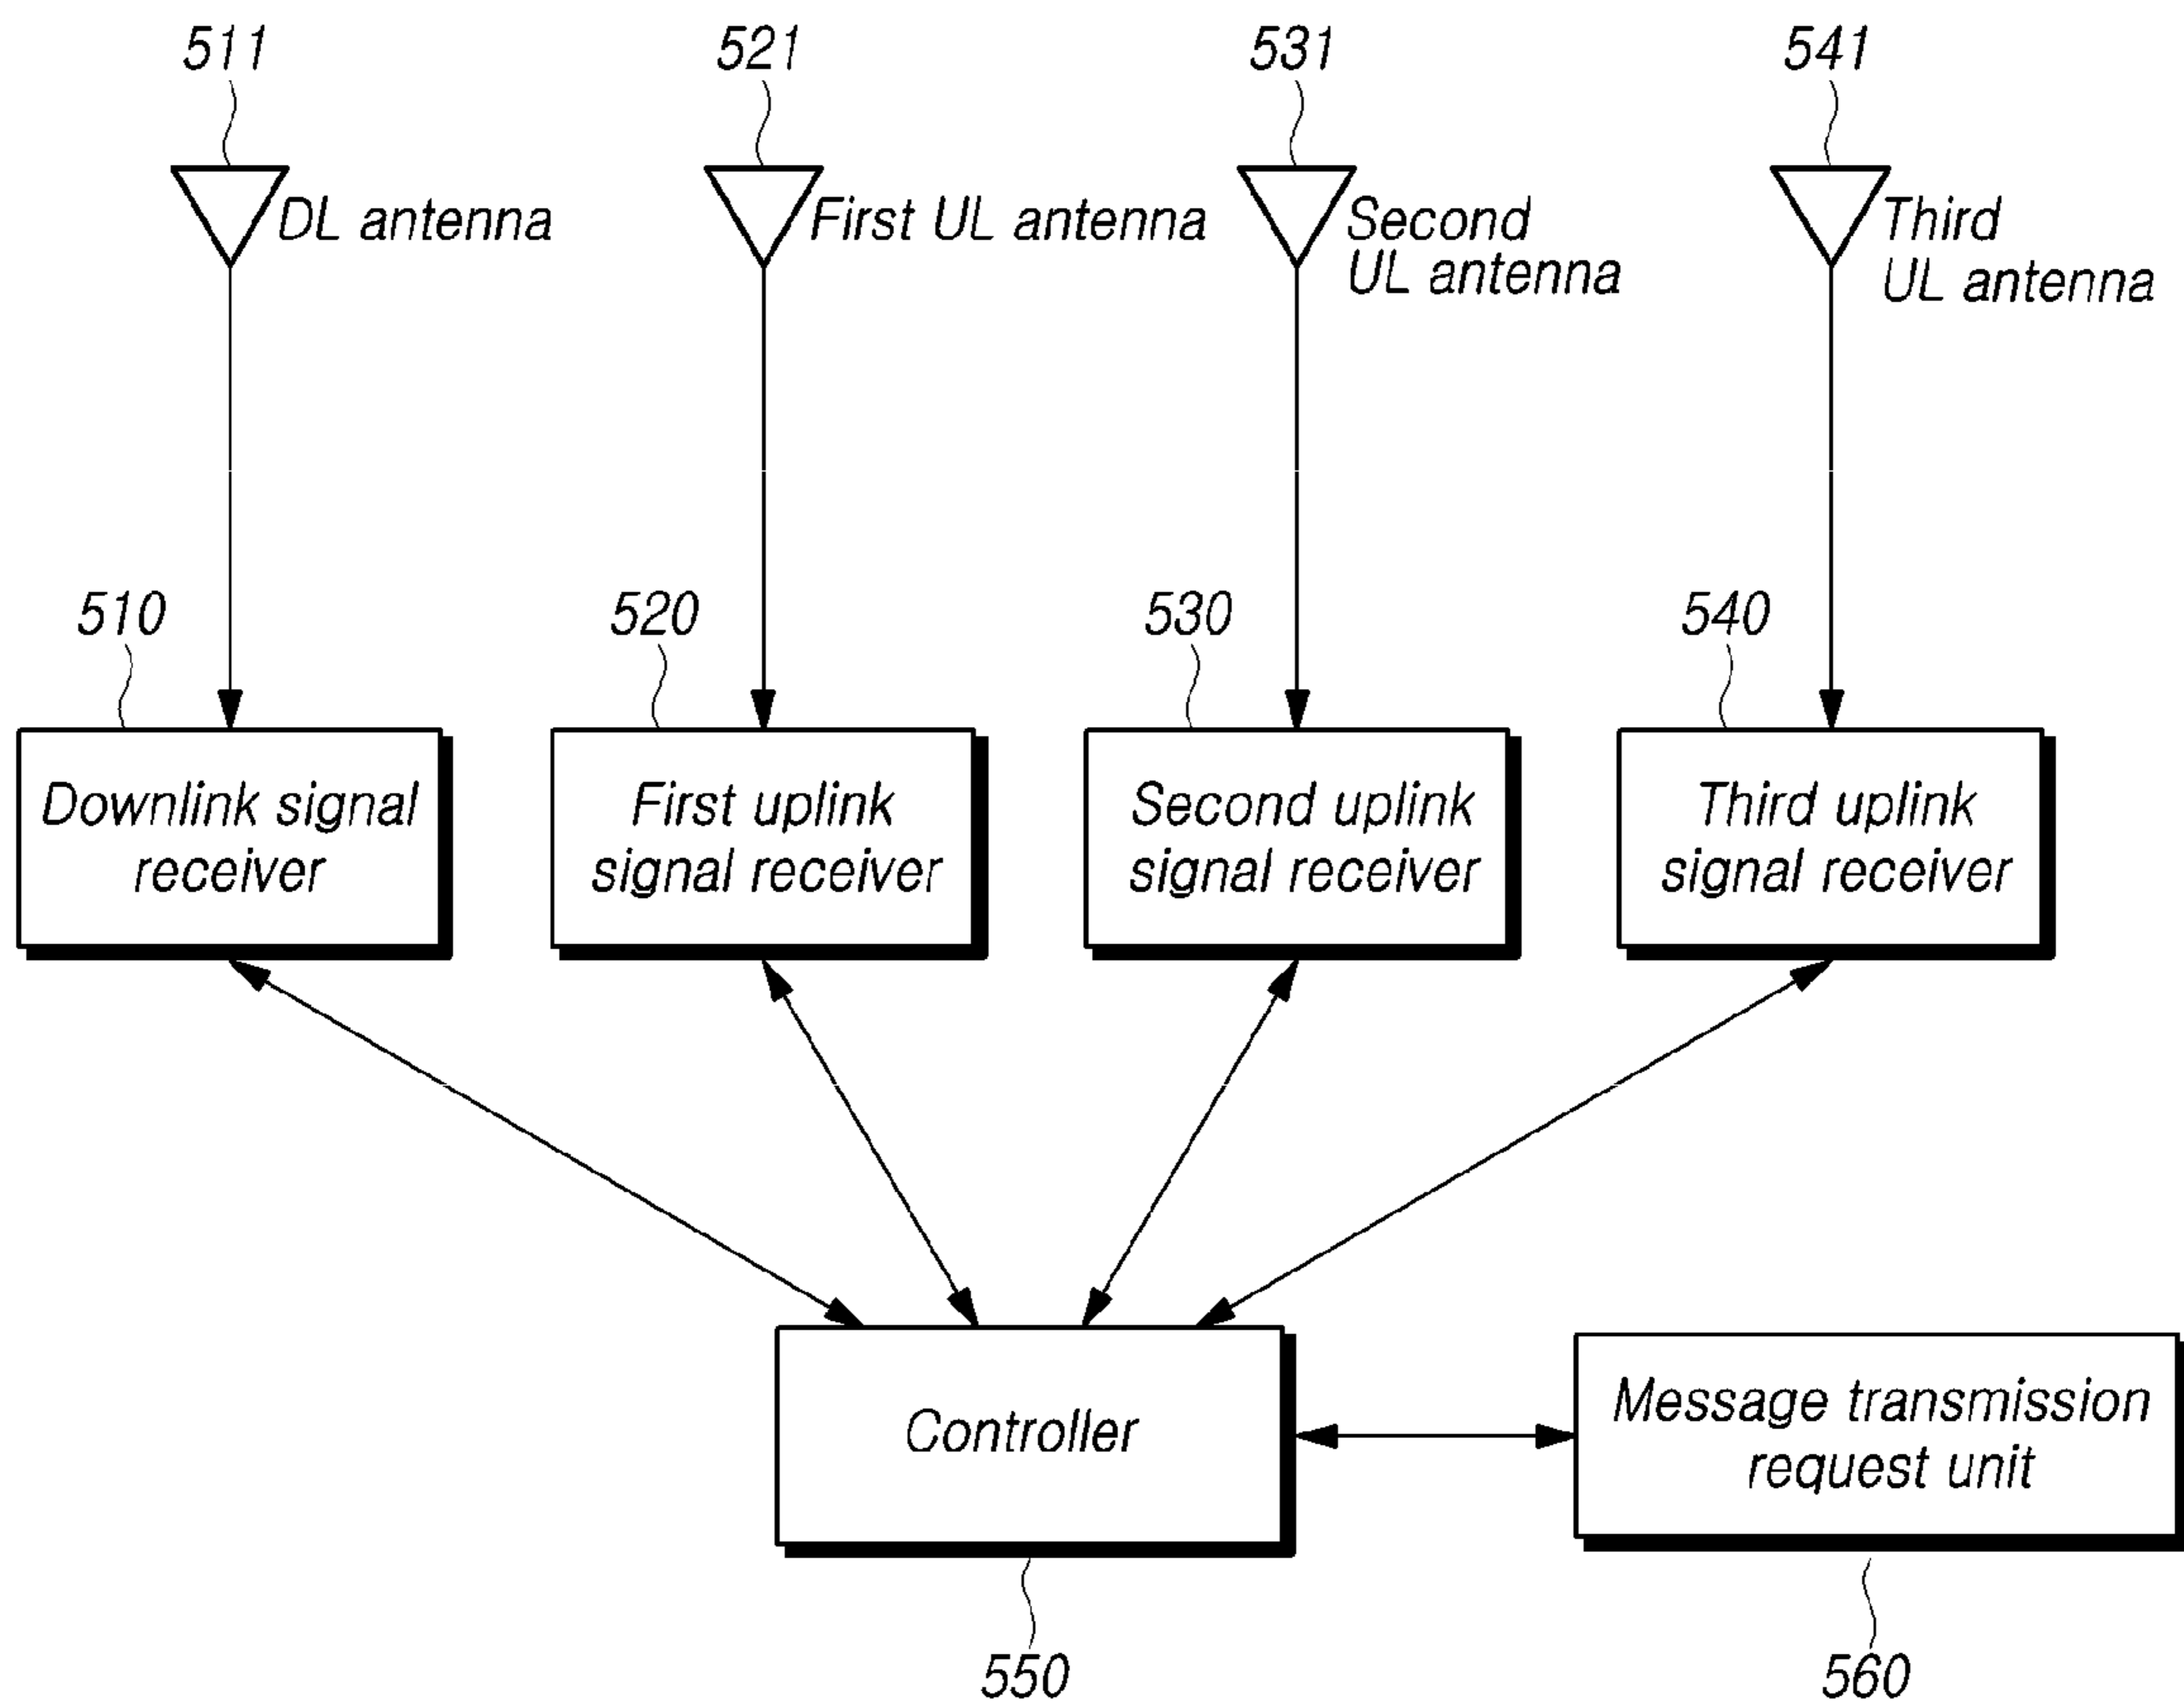 511
521
531
541
DL antenna
First UL antenna
Second
UL antenna
Third
UL antenna
510
520
530
540
Downlink signal
receiver
First uplink
signal receiver
Second uplink
signal receiver
Third uplink
signal receiver
Controller
Message transmission
request unit
550
560